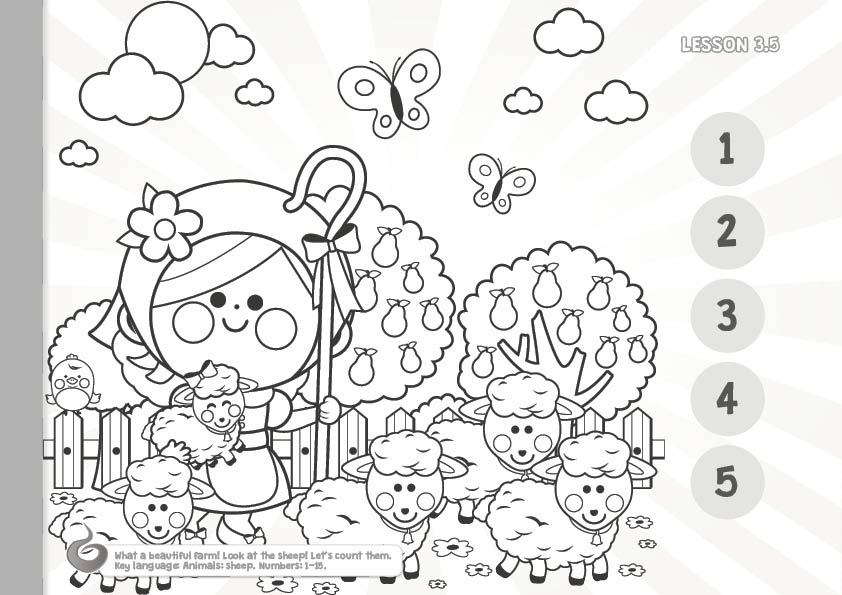 LESSON 3.5
1
2
3
4
5
What a beautiful farm! Look at the sheep! Let's count them.
Key language: Animals: sheep. Numbers: 1–15.